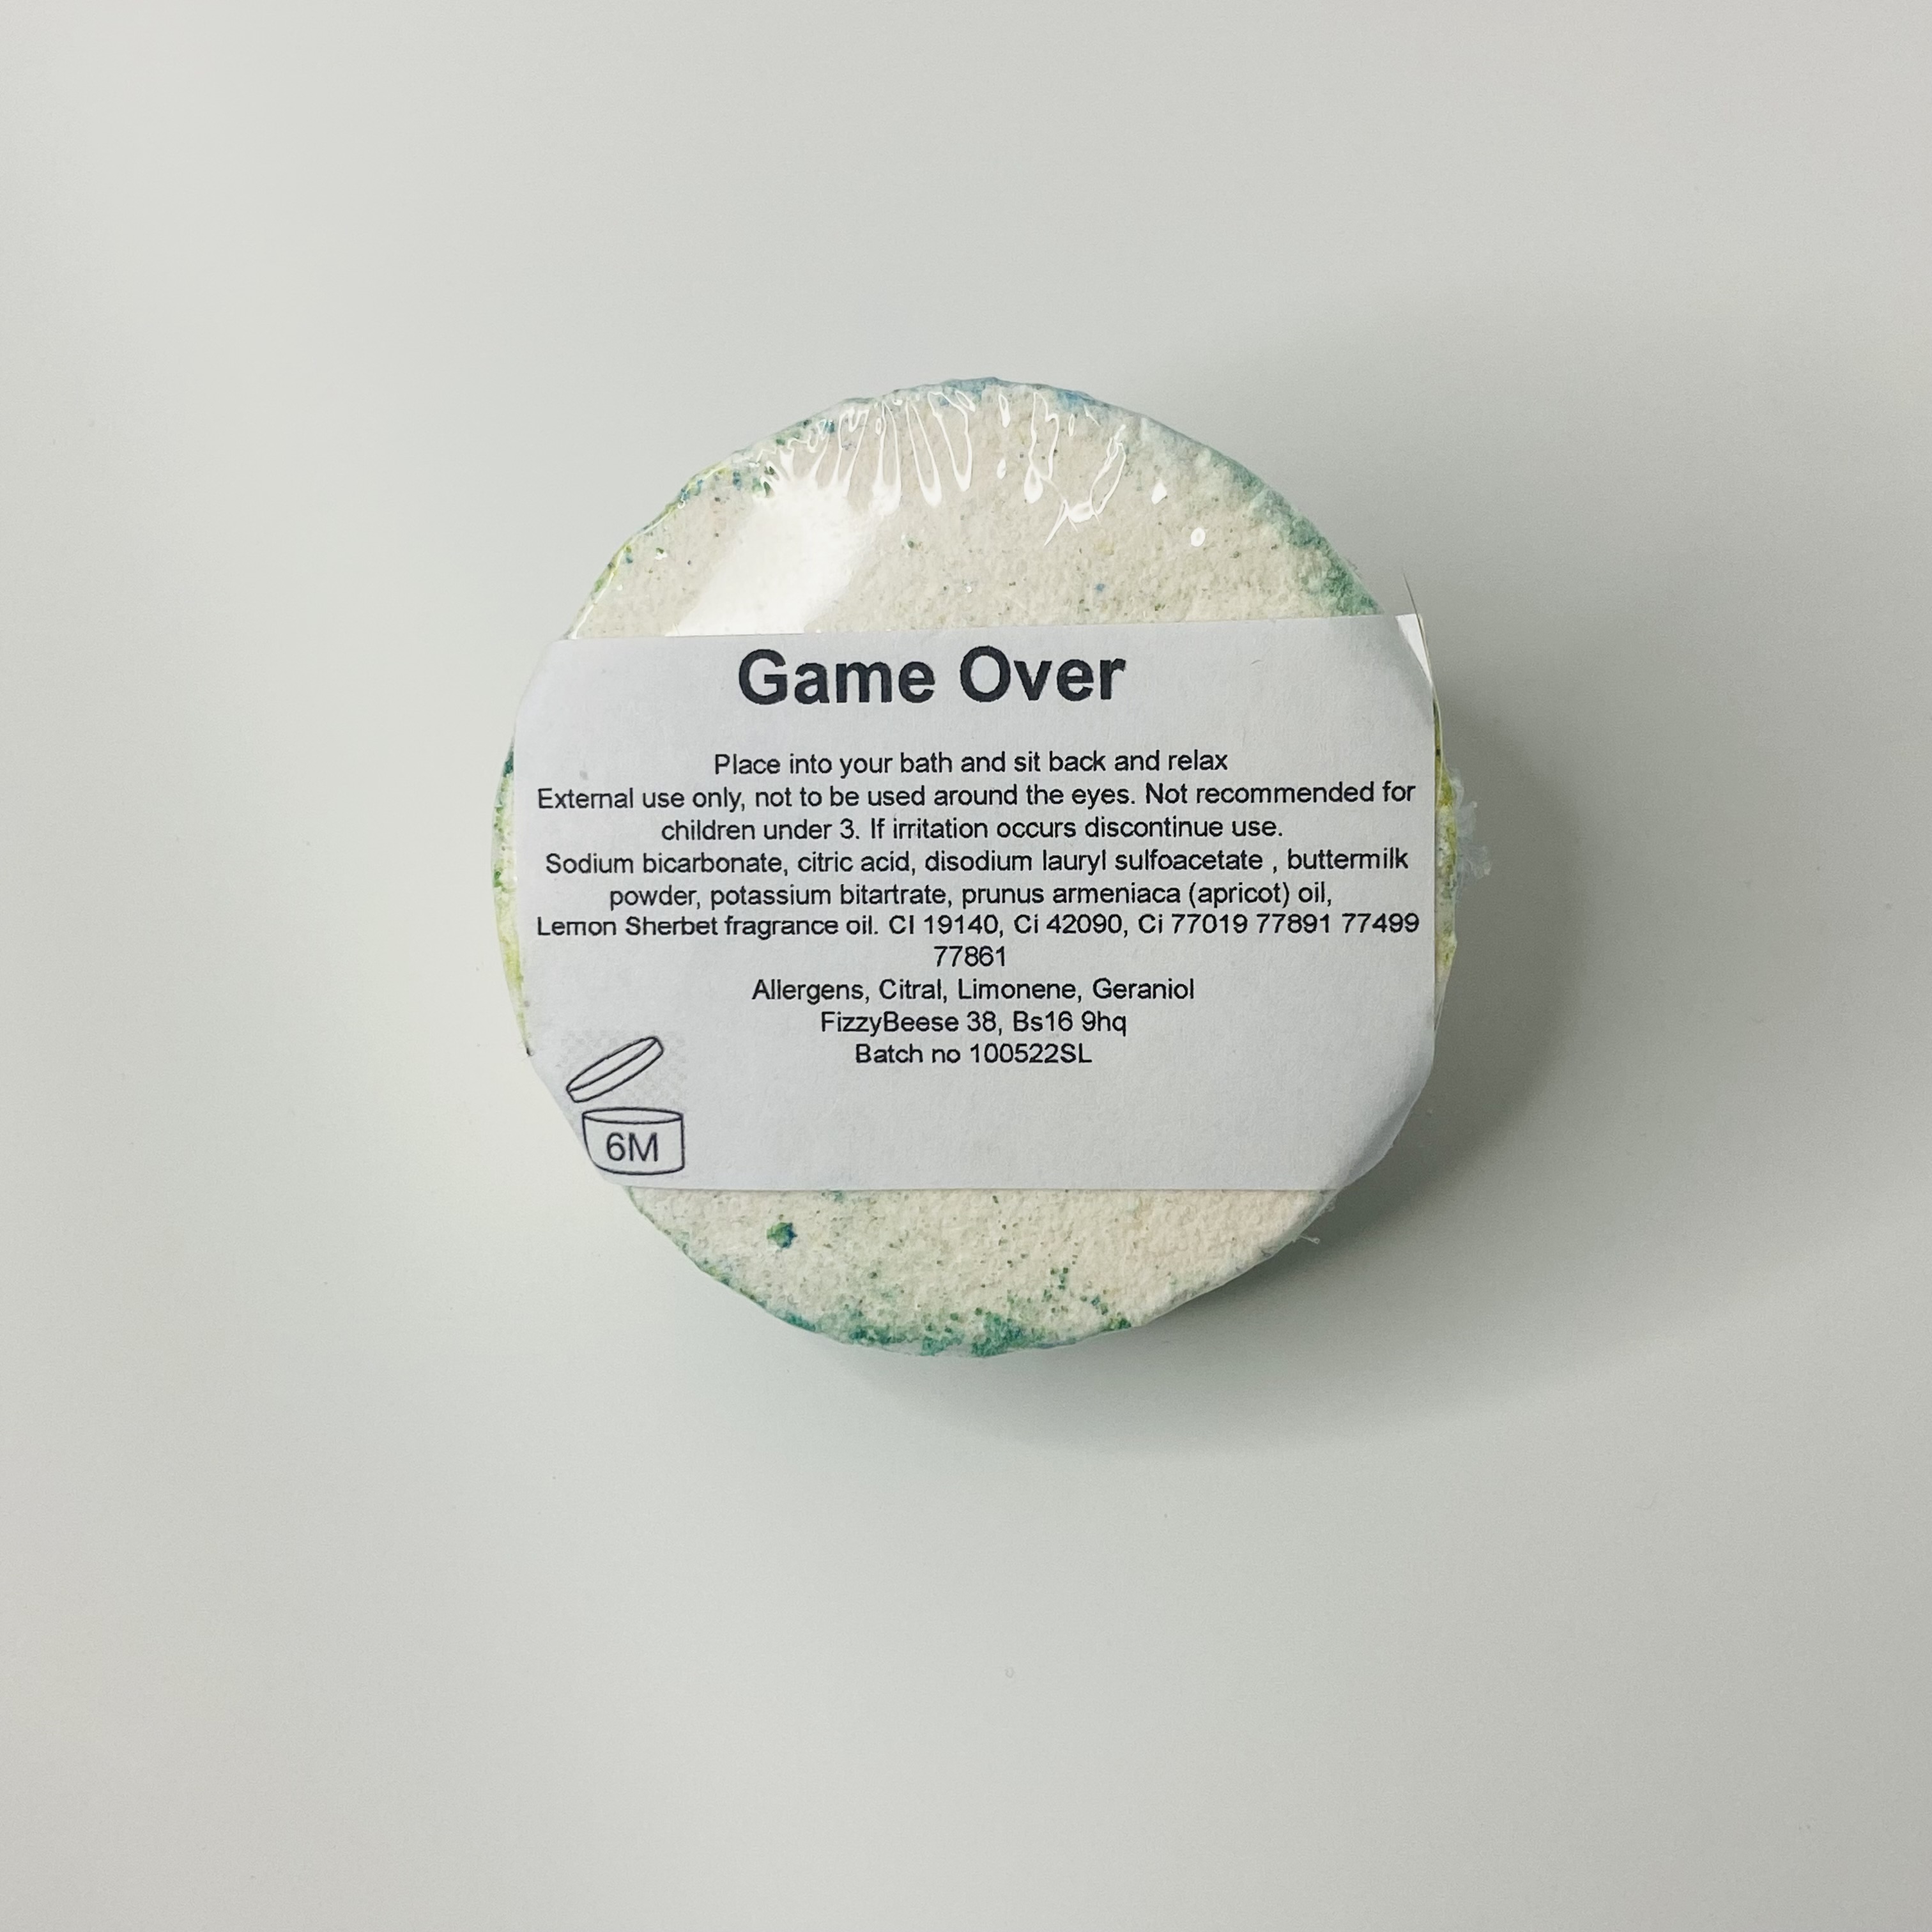 Game Over
Place into your bath and sit back and relax
External use only, not to be used around the eyes. Not recommended for
children under 3. If irritation occurs discontinue use.
Sodium bicarbonate, citric acid, disodium lauryl sulfoacetate , buttermilk
powder, potassium bitartrate, prunus armeniaca (apricot) oil,
Lemon Sherbet fragrance oil. CI 19140, Ci 42090, Ci 77019 77891 77499
77861
Allergens, Citral, Limonene, Geraniol
FizzyBeese 38, Bs16 9hq
Batch no 100522SL
6M